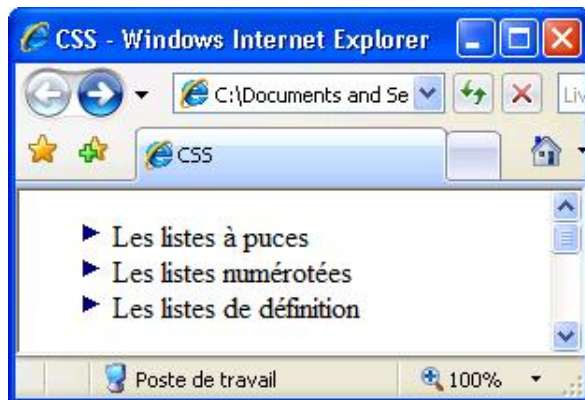 CSS - Windows Internet Explorer
C:\Documents and Se
Liv
CSS
Les listes à puces
Les listes numérotées
Les listes de définition
Poste de travail
100%